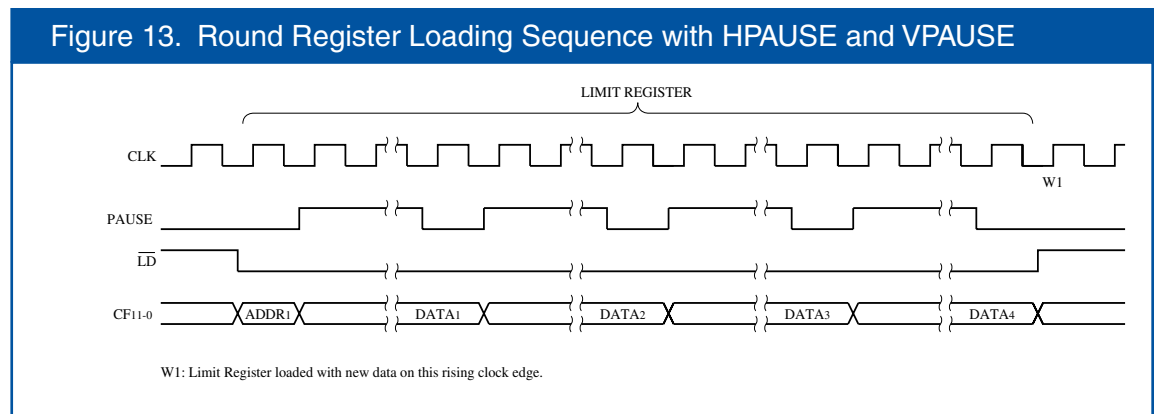 Figure 13. Round Register Loading Sequence with HPAUSE and VPAUSE
LIMIT REGISTER
CLK
W1
PAUSE
LD
CF11-0
ADDR1
DATA1
DATA2
DATA3
DATA4
W1: Limit Register loaded with new data on this rising clock edge.